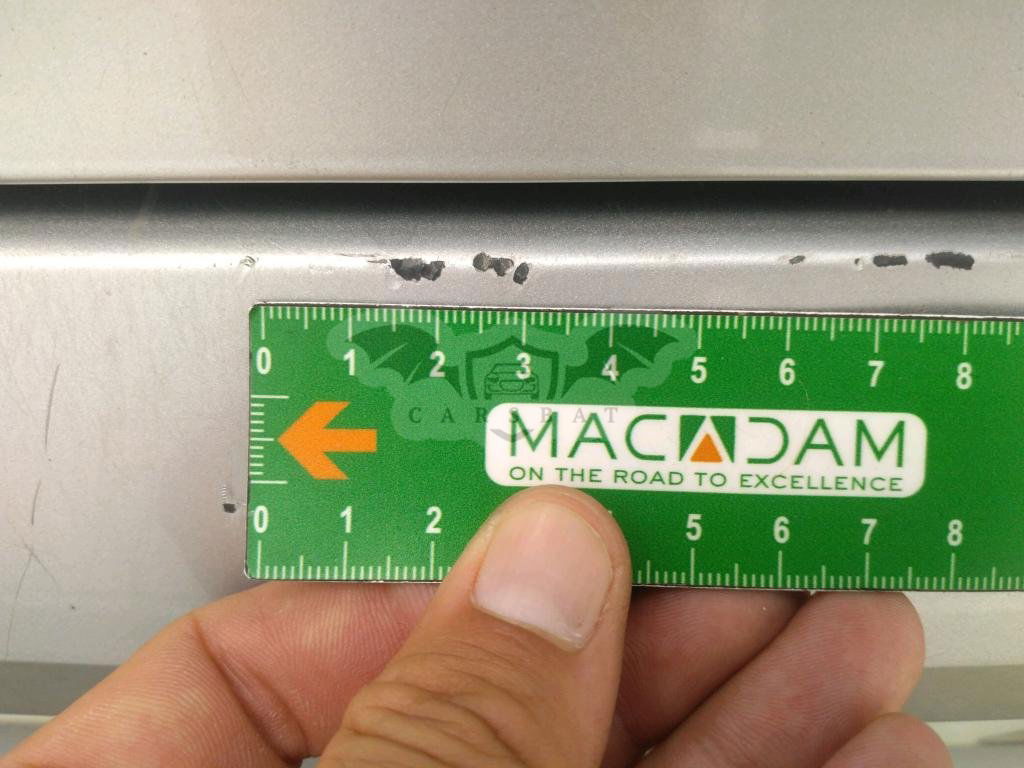 0 1 2 3 4 5 6 7 8
CARSBAT
MACADAM
ON THE ROAD TO EXCELLENCE
0 1 2 5 6 7 8